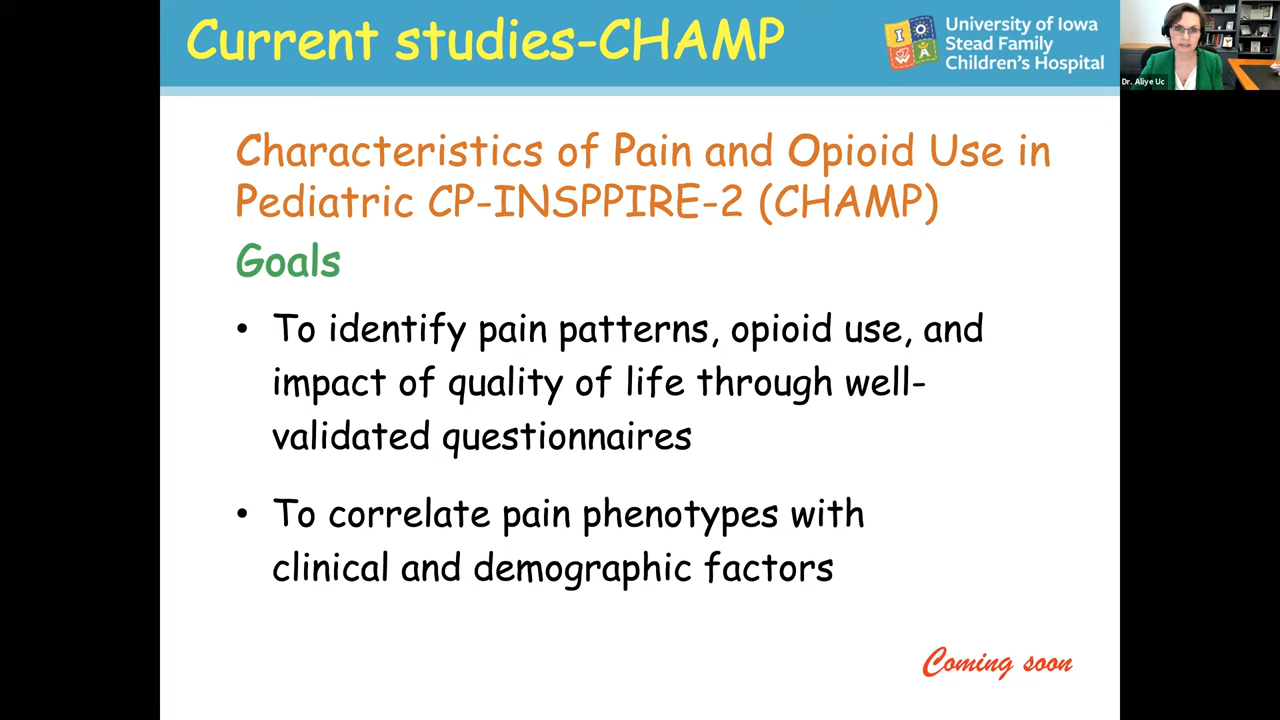 Current studies-CHAMP
University of Iowa
Stead Family
Children's Hospital
Dr. Aliye Uc
Characteristics of Pain and Opioid Use in
Pediatric CP-INSPPIRE-2 (CHAMP)
Goals
• To identify pain patterns, opioid use, and
impact of quality of life through well-
validated questionnaires
• To correlate pain phenotypes with
clinical and demographic factors
Coming soon